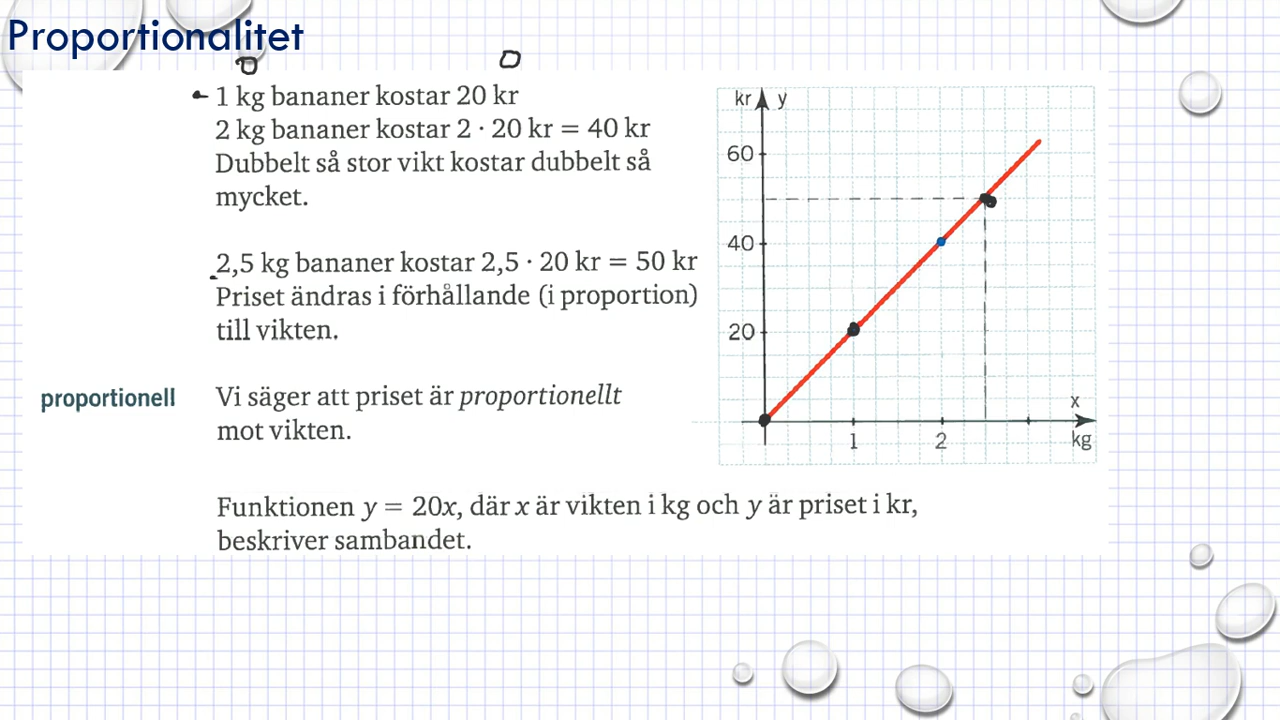 Proportionalitet
0 0
1 kg bananer kostar 20 kr
2 kg bananer kostar 2 · 20 kr = 40 kr
Dubbelt så stor vikt kostar dubbelt så
mycket.
2,5 kg bananer kostar 2,5 · 20 kr = 50 kr
Priset ändras i förhållande (i proportion)
till vikten.
proportionell Vi säger att priset är proportionellt
mot vikten.
Funktionen y = 20x, där x är vikten i kg och y är priset i kr,
beskriver sambandet.
kr y
60
40
20
x
1 2 kg